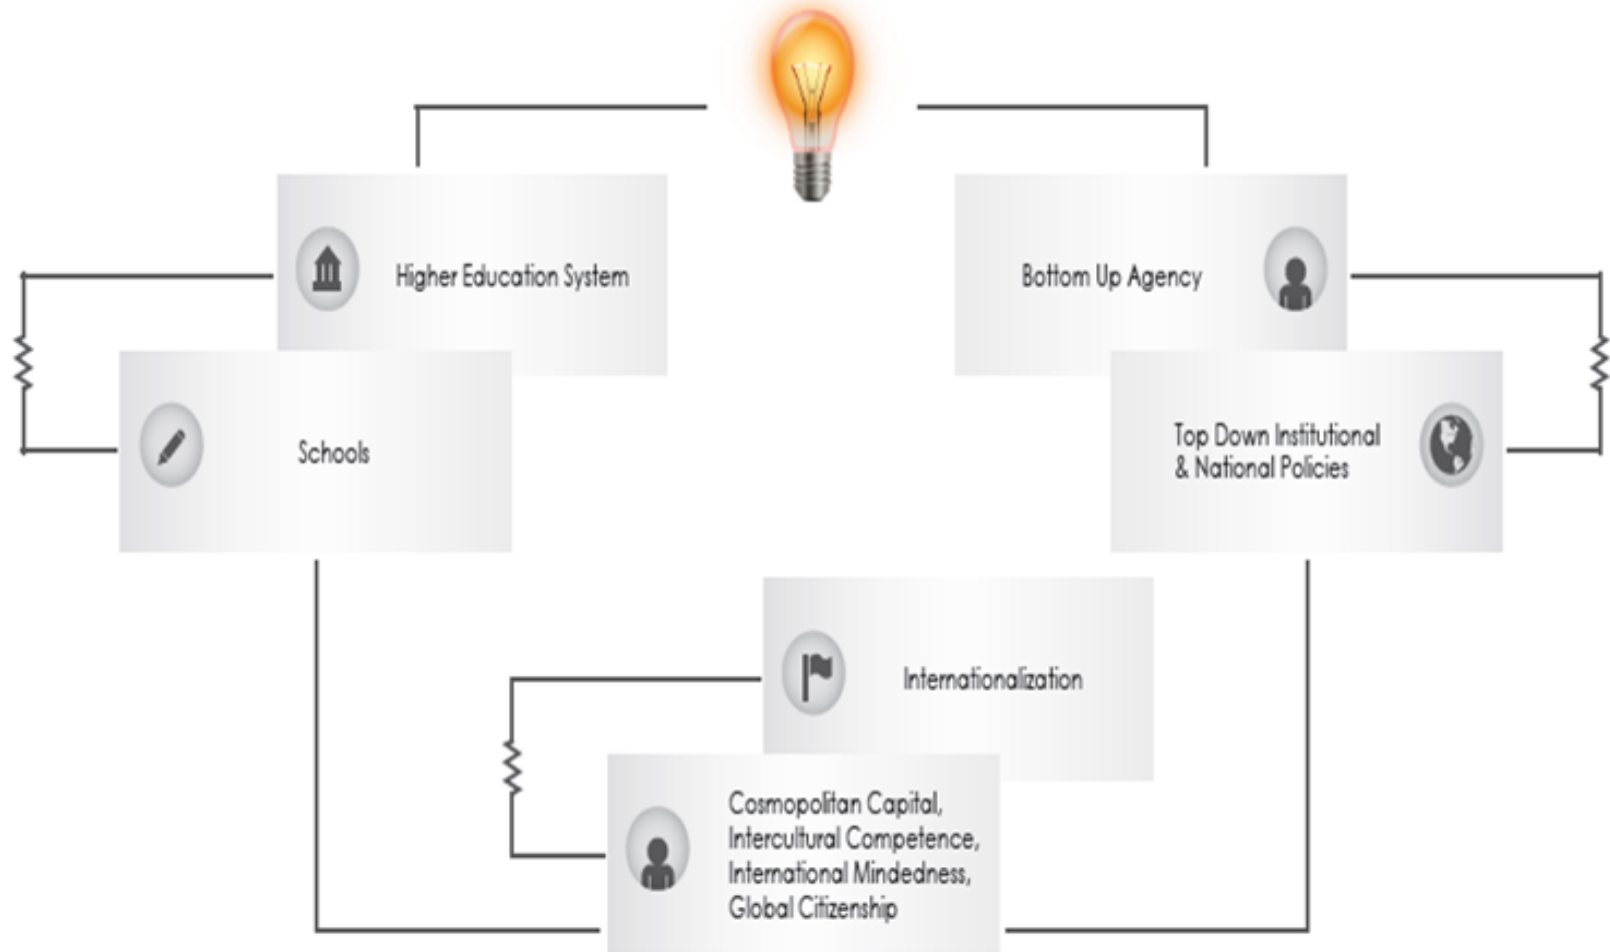 Higher Education System
Bottom Up Agency
Schools
Top Down Institutional
& National Policies
Internationalization
Cosmopolitan Capital,
Intercultural Competence,
International Mindedness,
Global Citizenship